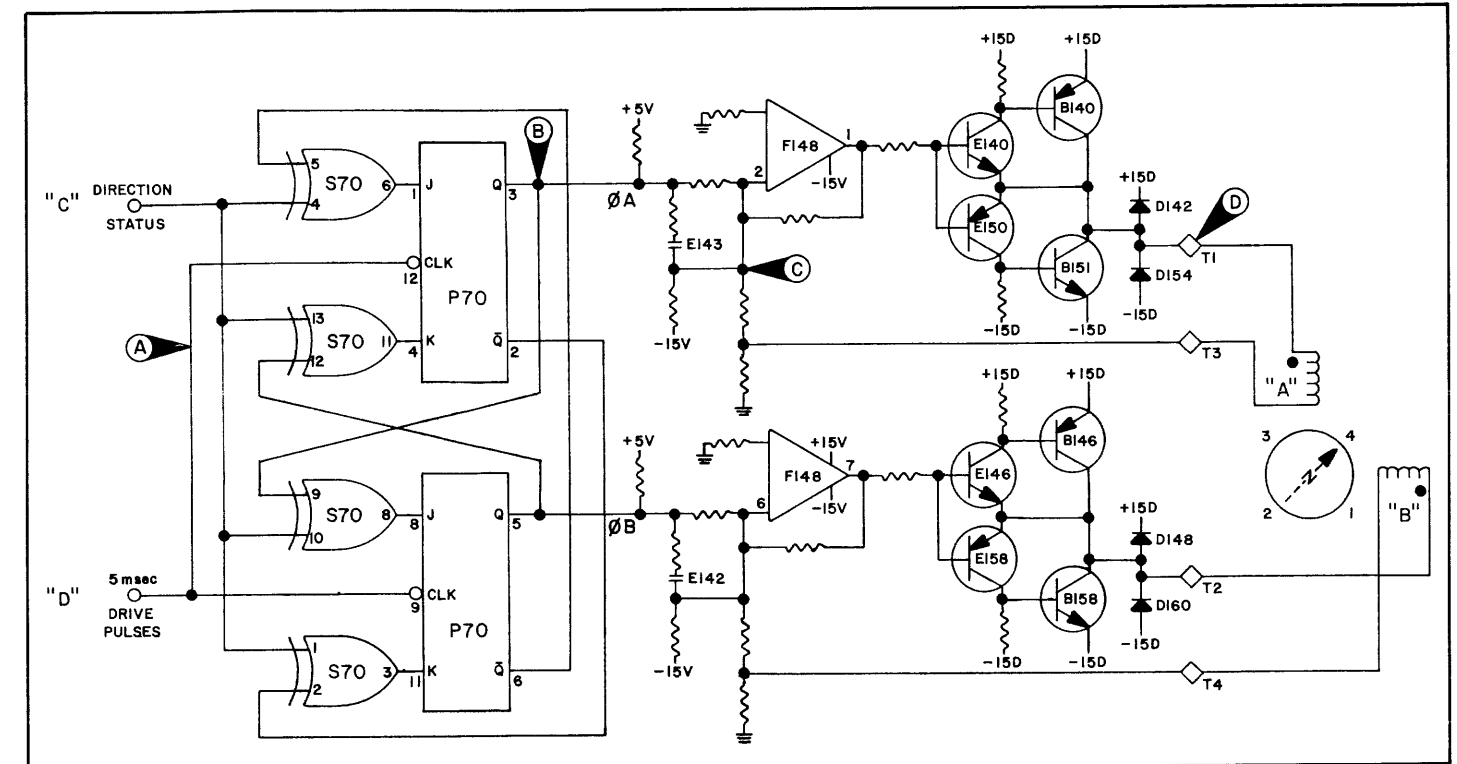 +15D +15D
+5V
B
B140
F148 1
E140
5 S70 6 J Q
4 1 3
2 -15V
"C" DIRECTION STATUS
ØA
+15D
D142 D
E150
E143
T1
CLK
12
C
B151
D154
P70
-15D
13 S70 11 K Q̄
12 4 2
A
-15V
-15D -15D
T3
"A"
+15D +15D
+5V
+15V
B146
3 4
F148 7
E146
N
9 S70 8 J Q
10 8 5
6 -15V
ØB
+15D
2 1
"B"
D148
E158
E142
T2
"D" 5 msec DRIVE PULSES
CLK
9
B158
D160
P70
-15D
1 S70 3 K Q̄
2 11 6
-15V
-15D -15D
T4